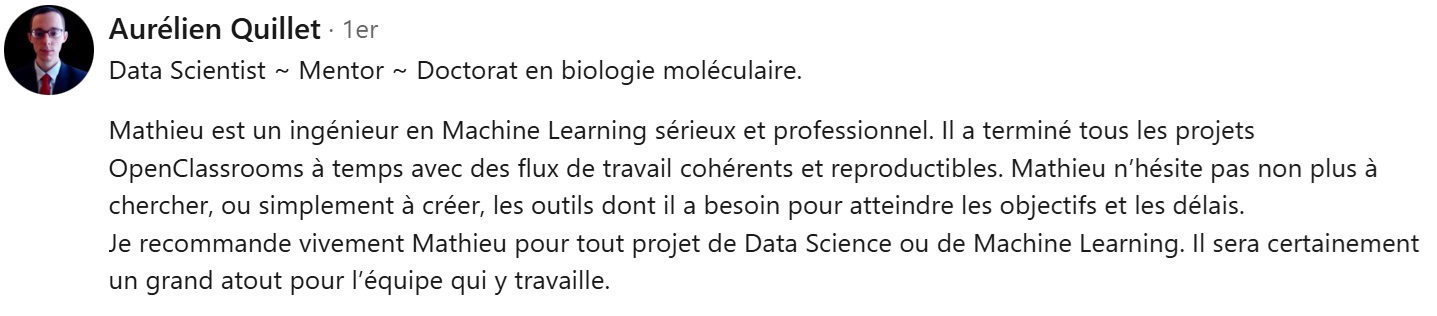 Aurélien Quillet · 1er
Data Scientist ~ Mentor ~ Doctorat en biologie moléculaire.
Mathieu est un ingénieur en Machine Learning sérieux et professionnel. Il a terminé tous les projets
OpenClassrooms à temps avec des flux de travail cohérents et reproductibles. Mathieu n’hésite pas non plus à
chercher, ou simplement à créer, les outils dont il a besoin pour atteindre les objectifs et les délais.
Je recommande vivement Mathieu pour tout projet de Data Science ou de Machine Learning. Il sera certainement
un grand atout pour l’équipe qui y travaille.